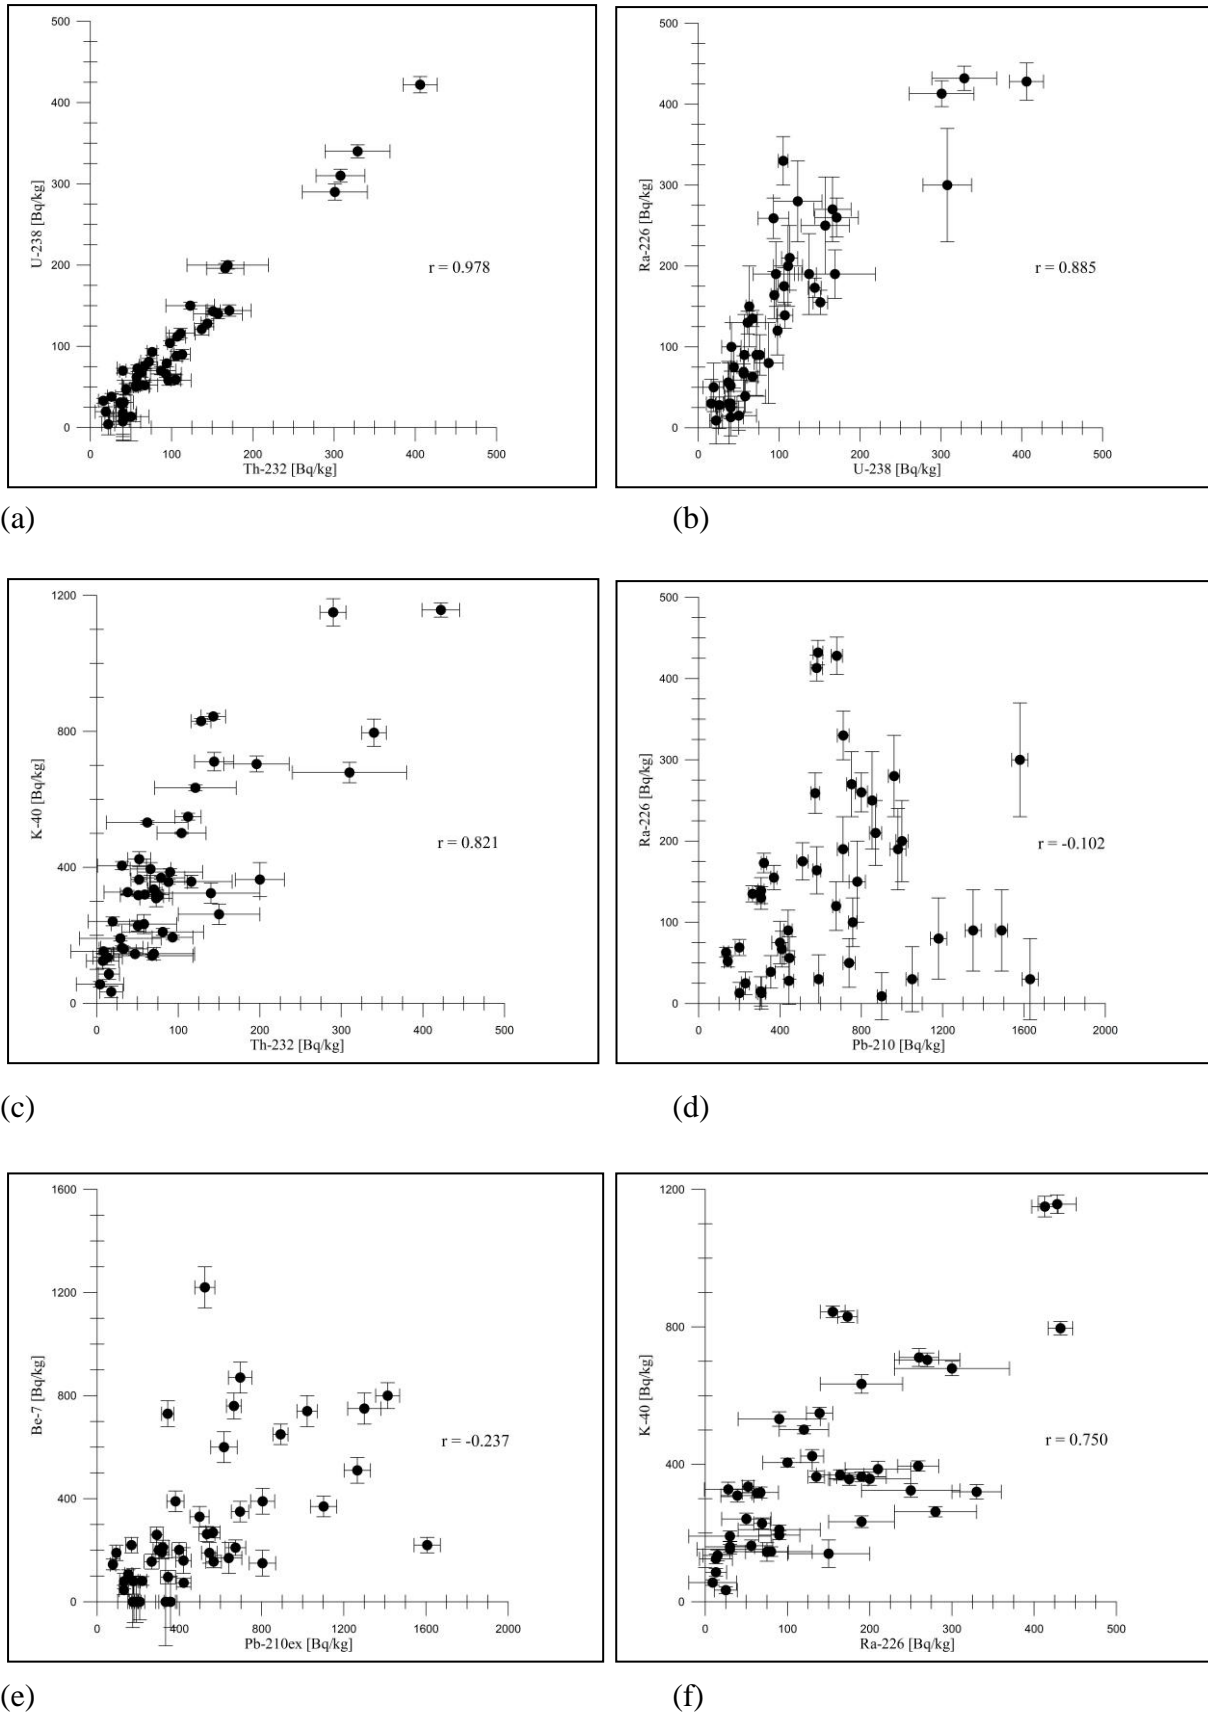 500
400
300
200
100
0
U-238 [Bq/kg]
r = 0.978
0 100 200 300 400 500
Th-232 [Bq/kg]
500
400
300
200
100
0
Ra-226 [Bq/kg]
r = 0.885
0 100 200 300 400 500
U-238 [Bq/kg]
(a) (b)
1200
800
400
0
K-40 [Bq/kg]
r = 0.821
0 100 200 300 400 500
Th-232 [Bq/kg]
500
400
300
200
100
0
Ra-226 [Bq/kg]
r = -0.102
0 400 800 1200 1600 2000
Pb-210 [Bq/kg]
(c) (d)
1600
1200
800
400
0
Be-7 [Bq/kg]
r = -0.237
0 400 800 1200 1600 2000
Pb-210ex [Bq/kg]
1200
800
400
0
K-40 [Bq/kg]
r = 0.750
0 100 200 300 400 500
Ra-226 [Bq/kg]
(e) (f)